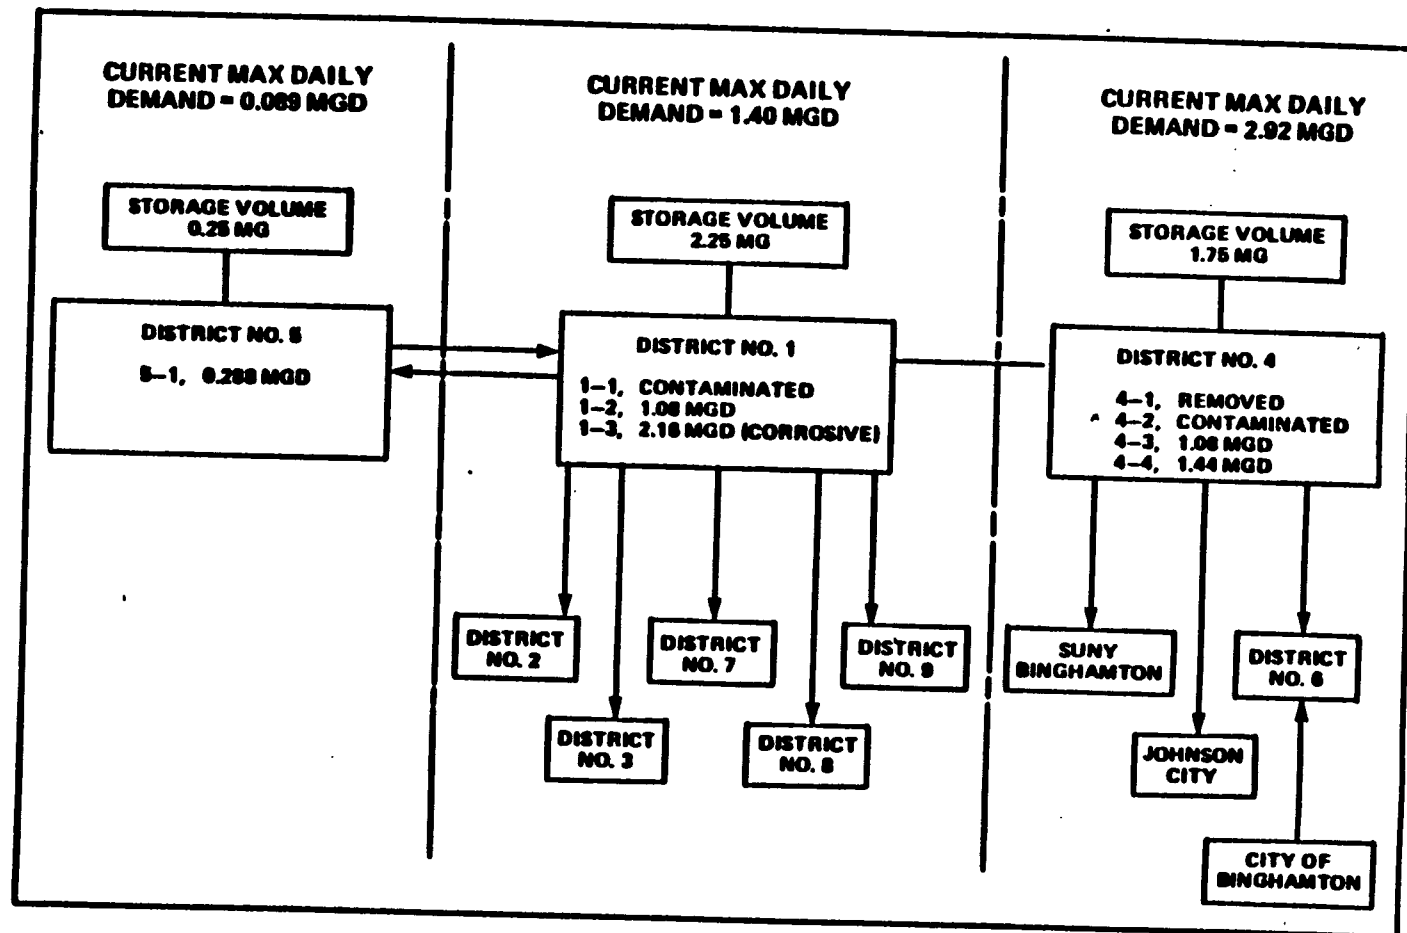 CURRENT MAX DAILY
DEMAND = 0.069 MGD
CURRENT MAX DAILY
DEMAND = 1.40 MGD
CURRENT MAX DAILY
DEMAND = 2.92 MGD
STORAGE VOLUME
0.25 MG
STORAGE VOLUME
2.25 MG
STORAGE VOLUME
1.75 MG
DISTRICT NO. 5
5-1, 0.288 MGD
DISTRICT NO. 1
1-1, CONTAMINATED
1-2, 1.08 MGD
1-3, 2.16 MGD (CORROSIVE)
DISTRICT NO. 4
4-1, REMOVED
4-2, CONTAMINATED
4-3, 1.08 MGD
4-4, 1.44 MGD
DISTRICT
NO. 2
DISTRICT
NO. 3
DISTRICT
NO. 7
DISTRICT
NO. 8
DISTRICT
NO. 9
SUNY
BINGHAMTON
JOHNSON
CITY
DISTRICT
NO. 6
CITY OF
BINGHAMTON